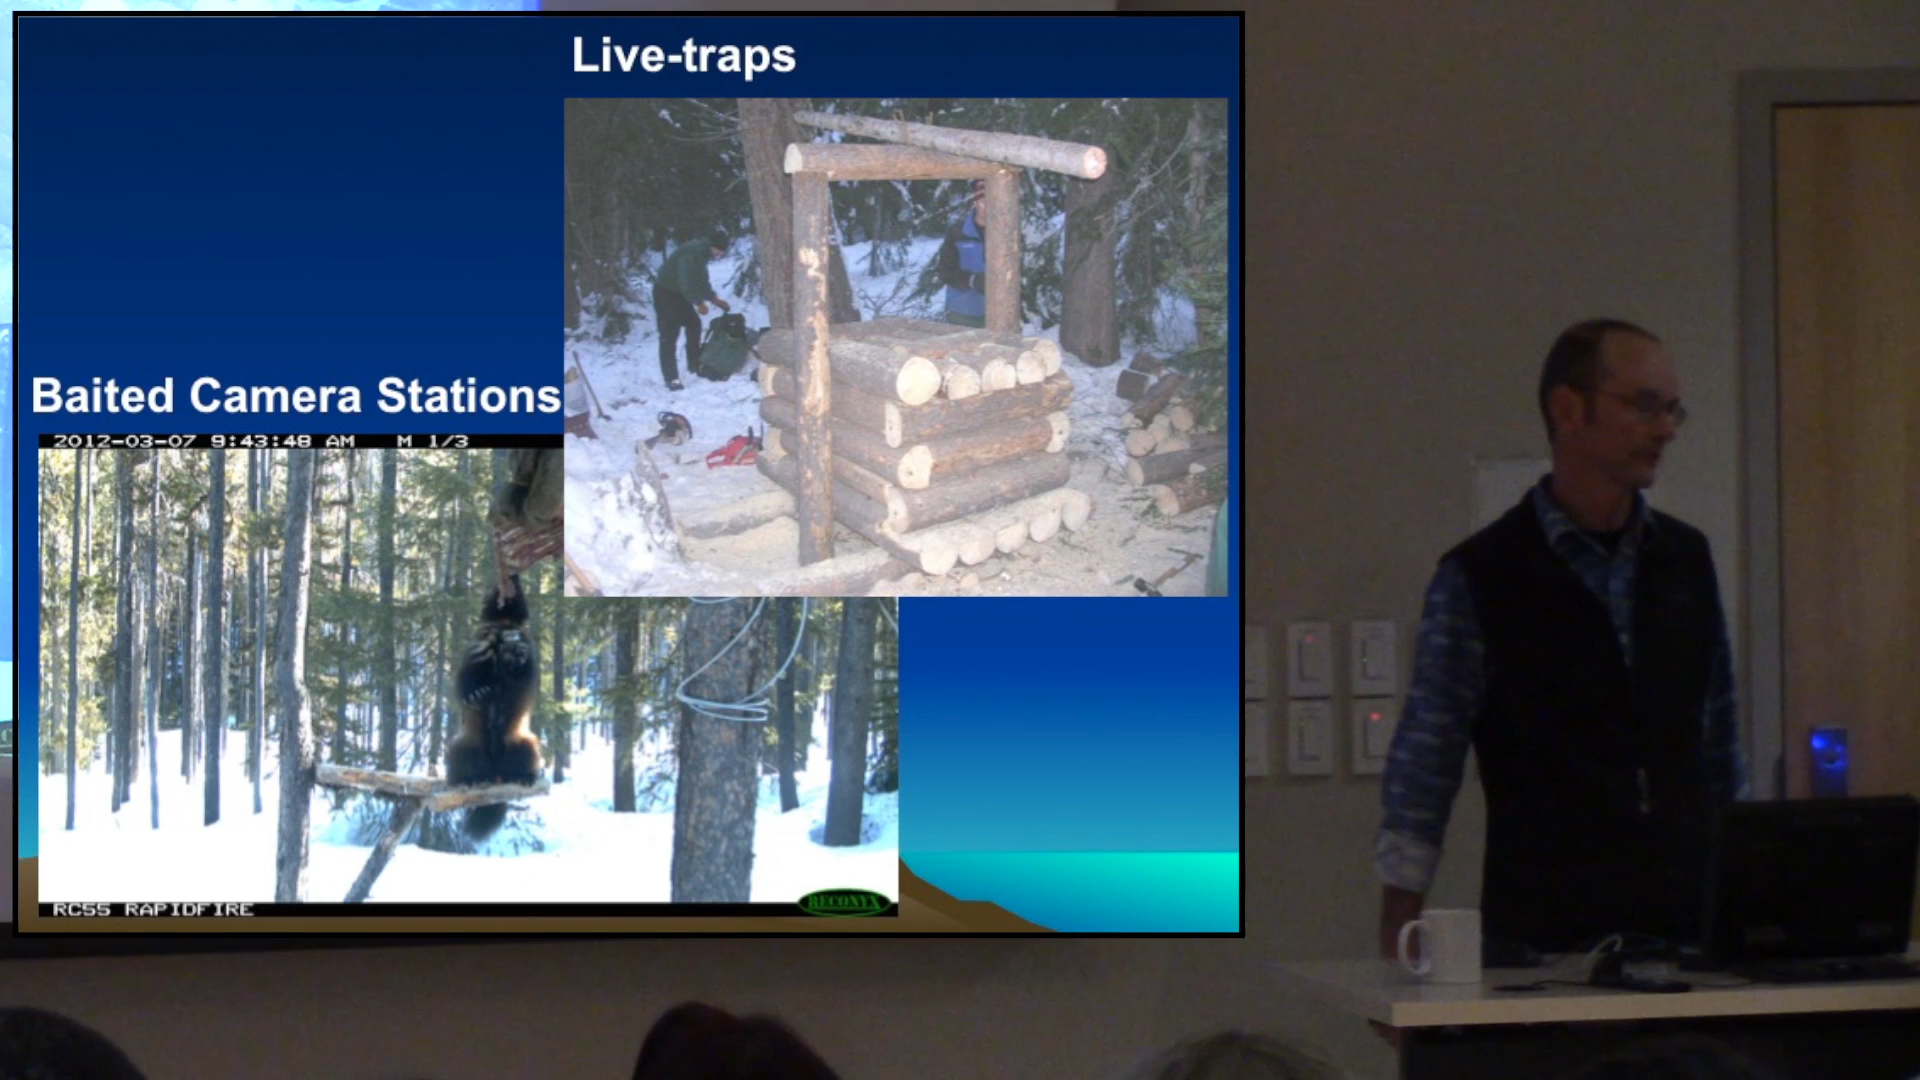 Live-traps
Baited Camera Stations
2012-03-07 9:43:48 AM M 1/3
RC55 RAPIDFIRE
RECONYX